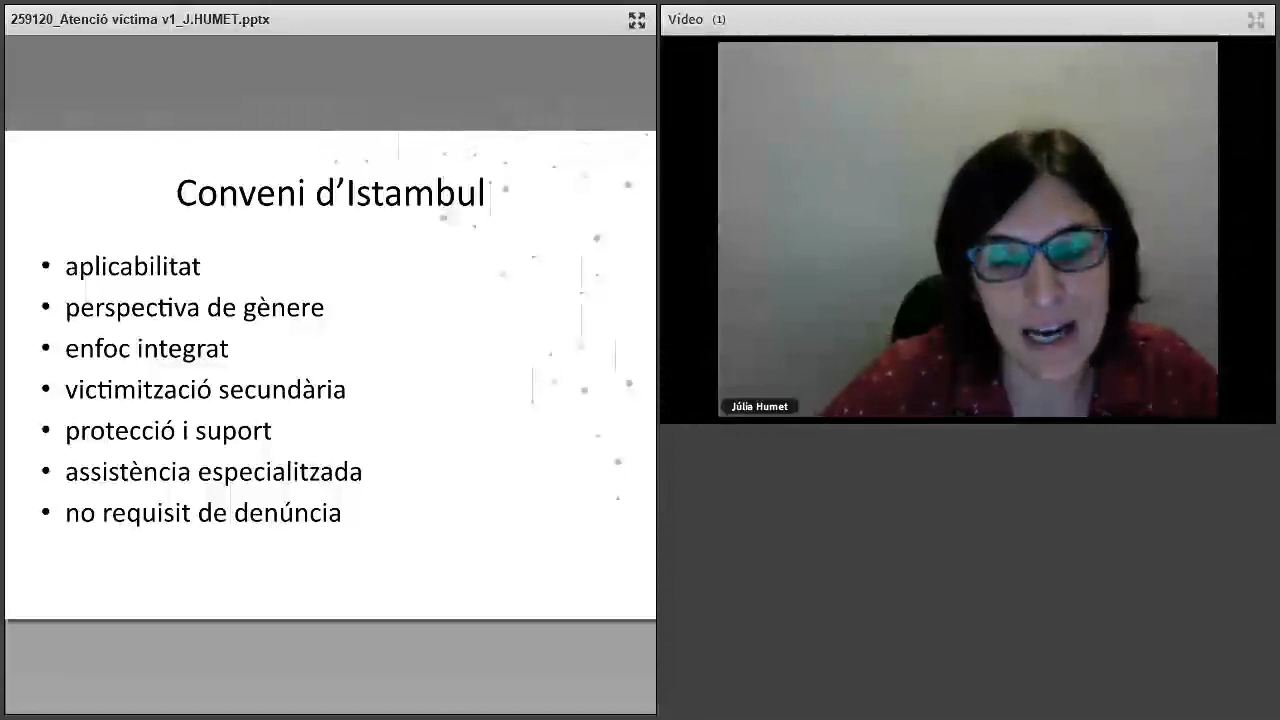 259120_Atenció víctima v1_J.HUMET.pptx
Vídeo (1)
Conveni d’Istambul
• aplicabilitat
• perspectiva de gènere
• enfoc integrat
• victimització secundària
• protecció i suport
• assistència especialitzada
• no requisit de denúncia
Júlia Humet